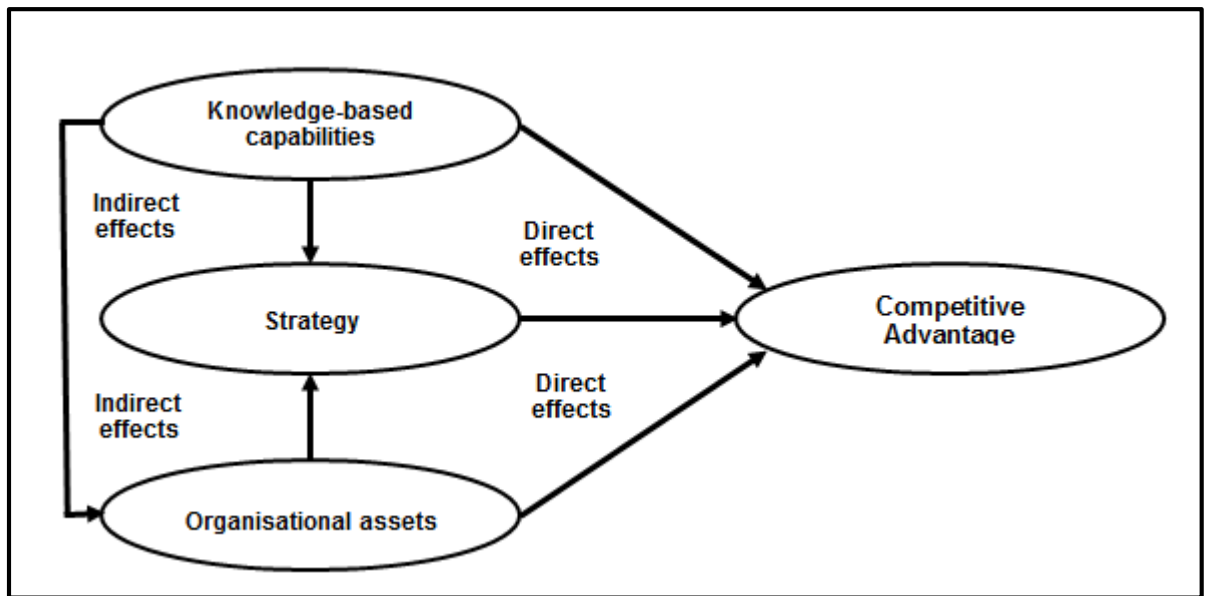 Knowledge-based
capabilities
Indirect
effects
Direct
effects
Strategy
Competitive
Advantage
Indirect
effects
Direct
effects
Organisational assets